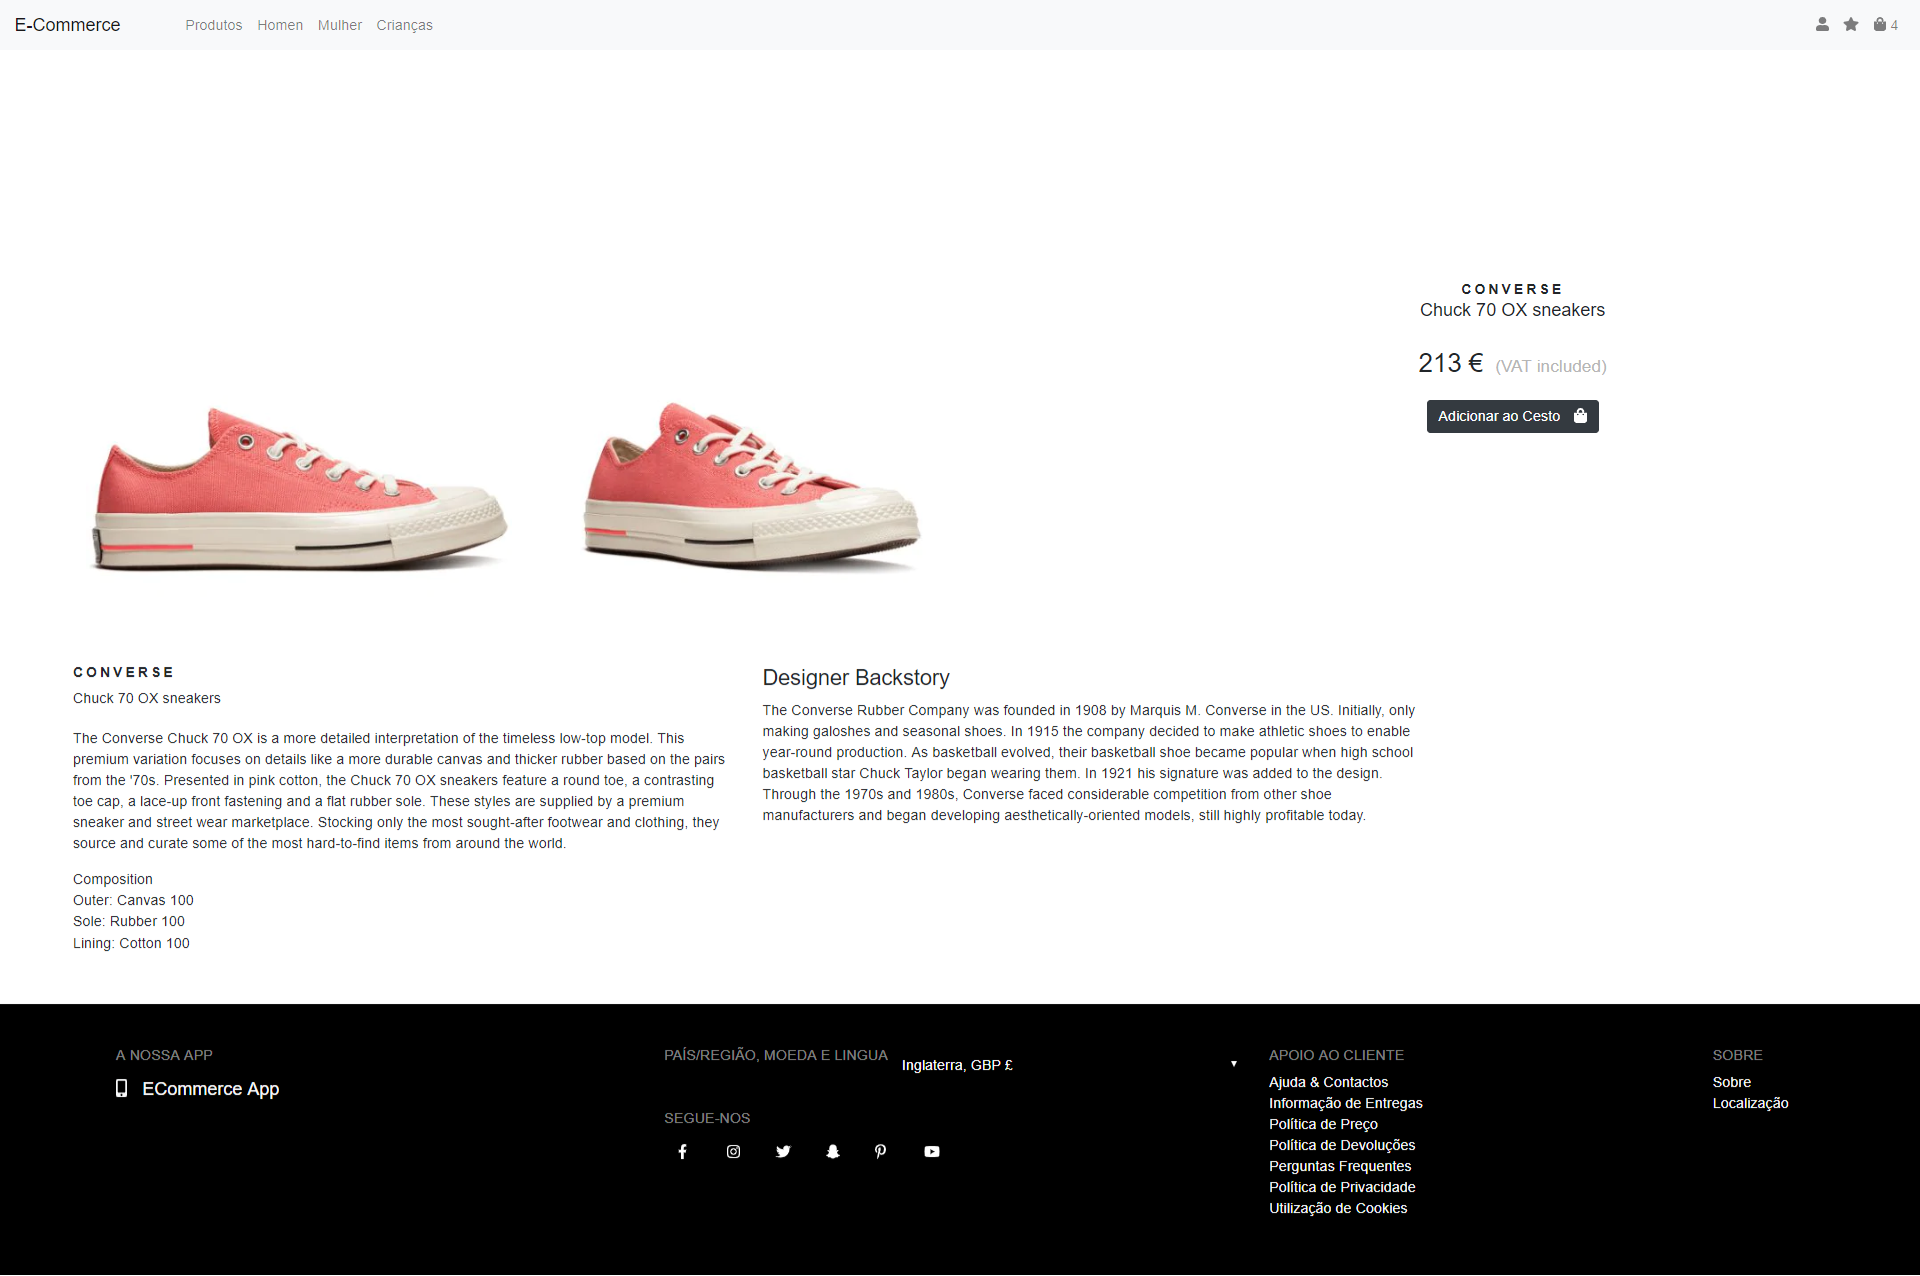 E-Commerce
Produtos Homen Mulher Crianças
4
CONVERSE
Chuck 70 OX sneakers
213 € (VAT included)
Adicionar ao Cesto
CONVERSE
Chuck 70 OX sneakers
The Converse Chuck 70 OX is a more detailed interpretation of the timeless low-top model. This
premium variation focuses on details like a more durable canvas and thicker rubber based on the pairs
from the '70s. Presented in pink cotton, the Chuck 70 OX sneakers feature a round toe, a contrasting
toe cap, a lace-up front fastening and a flat rubber sole. These styles are supplied by a premium
sneaker and street wear marketplace. Stocking only the most sought-after footwear and clothing, they
source and curate some of the most hard-to-find items from around the world.
Composition
Outer: Canvas 100
Sole: Rubber 100
Lining: Cotton 100
Designer Backstory
The Converse Rubber Company was founded in 1908 by Marquis M. Converse in the US. Initially, only
making galoshes and seasonal shoes. In 1915 the company decided to make athletic shoes to enable
year-round production. As basketball evolved, their basketball shoe became popular when high school
basketball star Chuck Taylor began wearing them. In 1921 his signature was added to the design.
Through the 1970s and 1980s, Converse faced considerable competition from other shoe
manufacturers and began developing aesthetically-oriented models, still highly profitable today.
A NOSSA APP
ECommerce App
PAÍS/REGIÃO, MOEDA E LINGUA
Inglaterra, GBP £
SEGUE-NOS
APOIO AO CLIENTE
Ajuda & Contactos
Informação de Entregas
Política de Preço
Política de Devoluções
Perguntas Frequentes
Política de Privacidade
Utilização de Cookies
SOBRE
Sobre
Localização